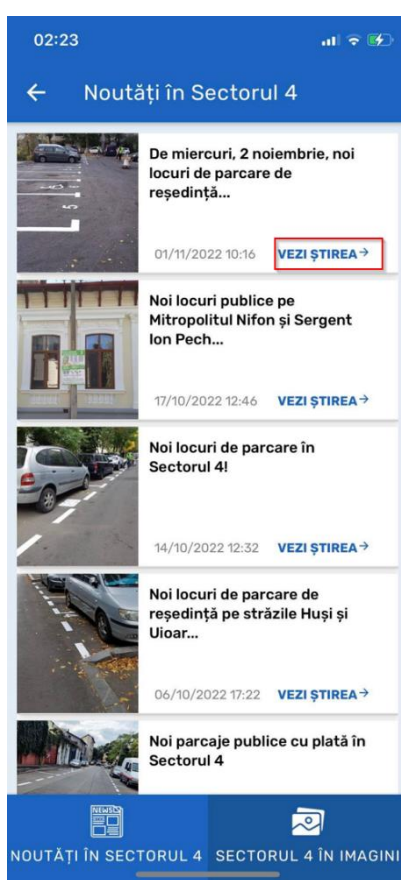 02:23
Noutăți în Sectorul 4
De miercuri, 2 noiembrie, noi
locuri de parcare de
reședință...
01/11/2022 10:16 VEZI ȘTIREA→
Noi locuri publice pe
Mitropolitul Nifon și Sergent
Ion Pech...
17/10/2022 12:46 VEZI ȘTIREA→
Noi locuri de parcare în
Sectorul 4!
14/10/2022 12:32 VEZI ȘTIREA→
Noi locuri de parcare de
reședință pe străzile Huși și
Uioar...
06/10/2022 17:22 VEZI ȘTIREA→
Noi parcaje publice cu plată în
Sectorul 4
NEWS
NOUTĂȚI ÎN SECTORUL 4 SECTORUL 4 ÎN IMAGINI